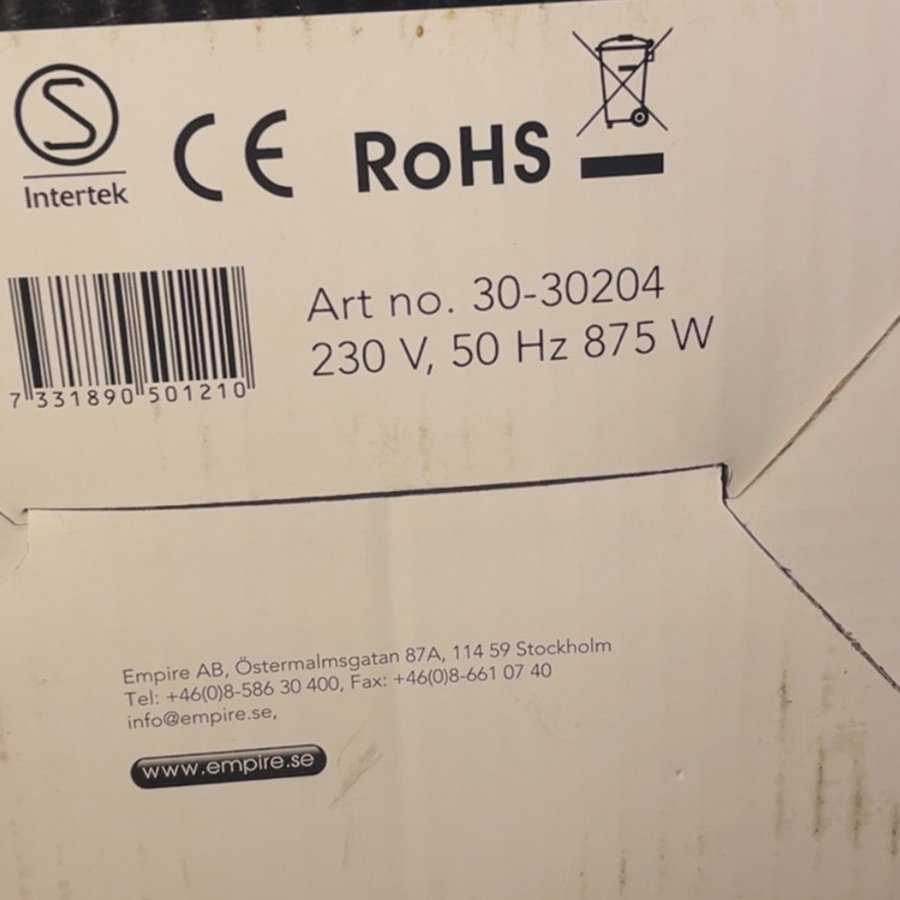 S
Intertek
CE
RoHS
Art no. 30-30204
230 V, 50 Hz 875 W
7 331890 501210
Empire AB, Östermalmsgatan 87A, 114 59 Stockholm
Tel: +46(0)8-586 30 400, Fax: +46(0)8-661 07 40
info@empire.se,
www.empire.se